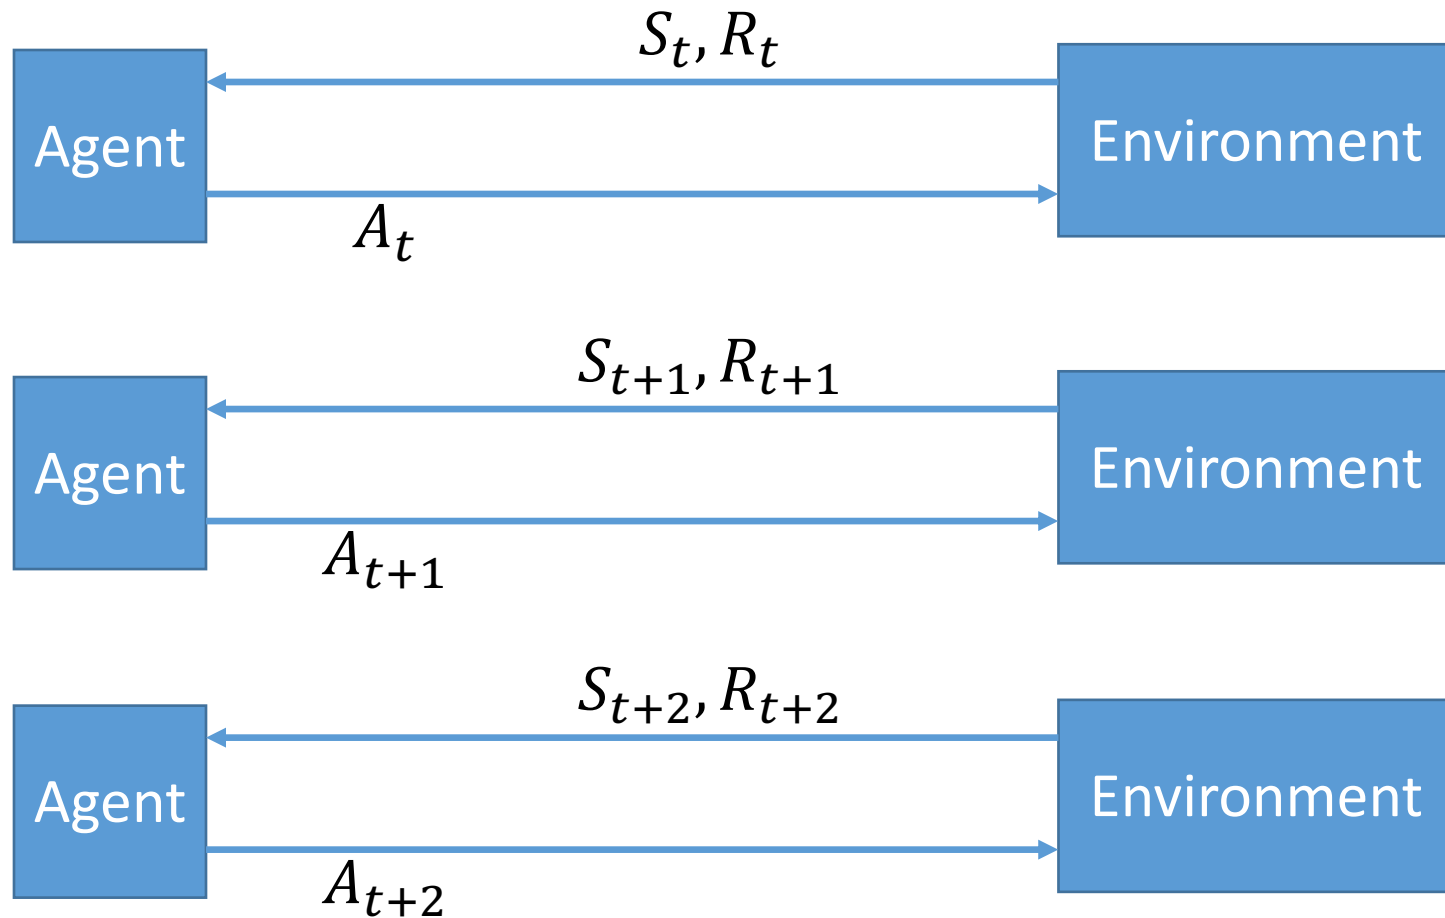 S_t, R_t
Agent
Environment
A_t
S_{t+1}, R_{t+1}
Agent
Environment
A_{t+1}
S_{t+2}, R_{t+2}
Agent
Environment
A_{t+2}